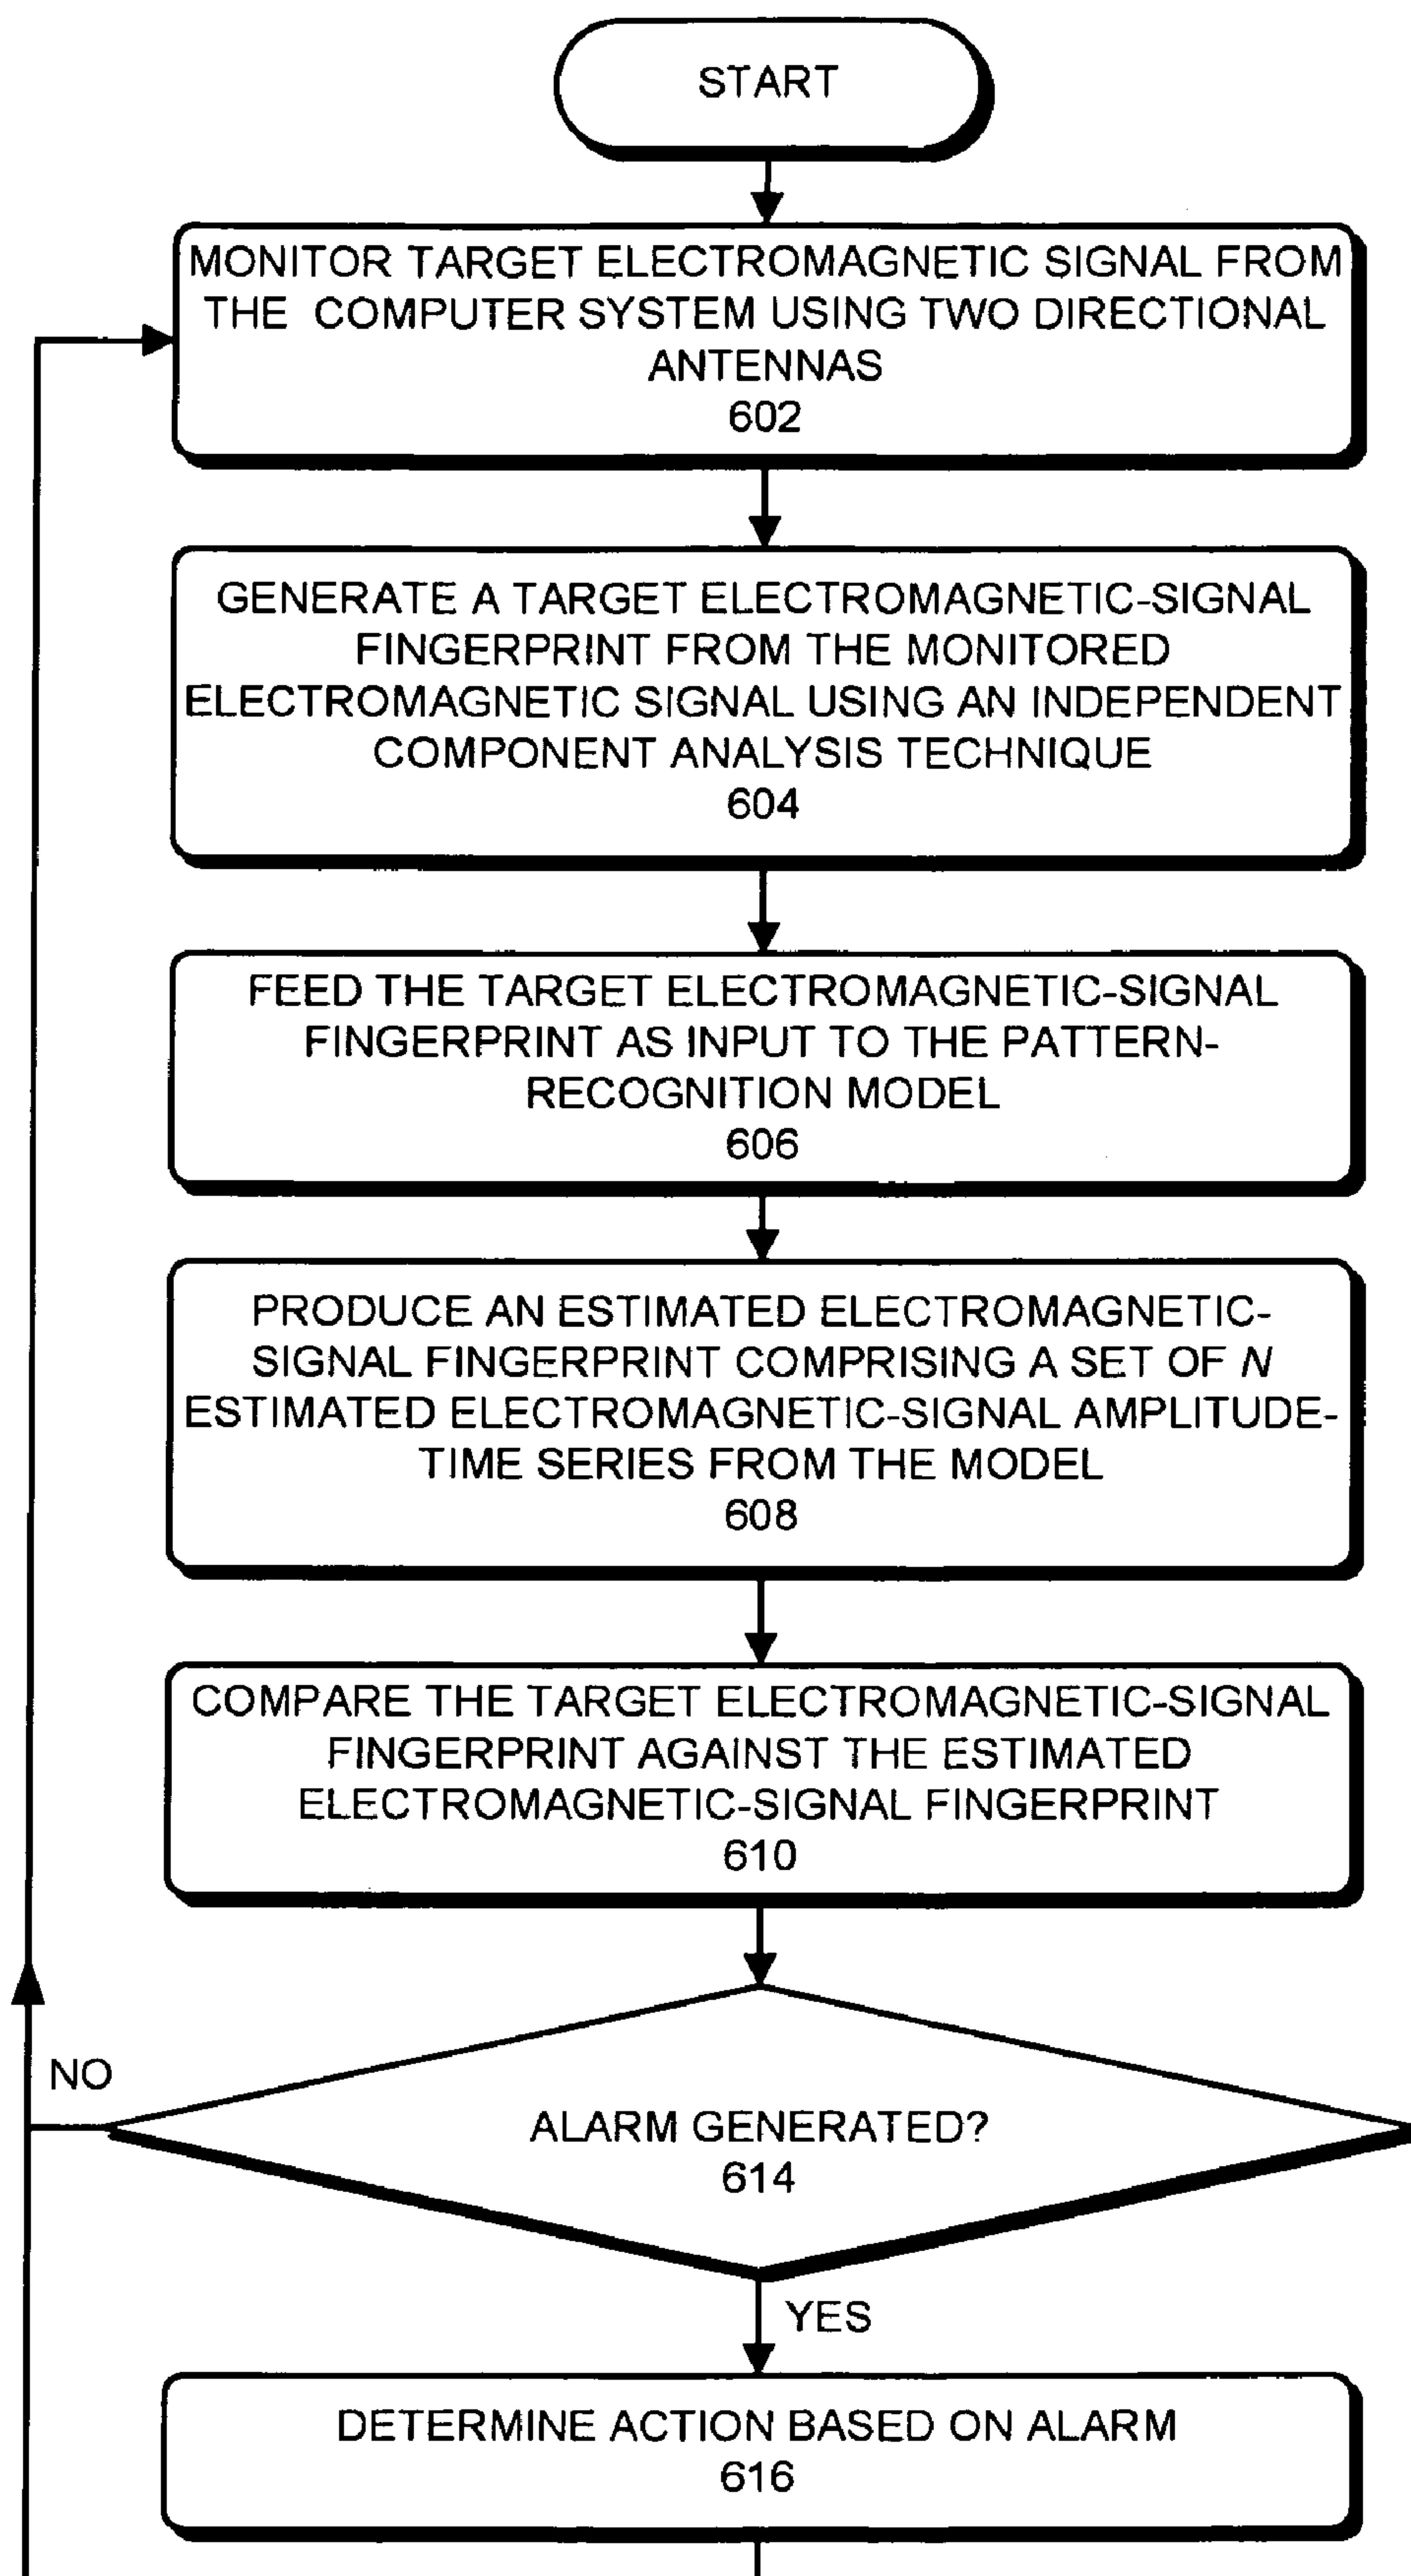 START
MONITOR TARGET ELECTROMAGNETIC SIGNAL FROM
THE COMPUTER SYSTEM USING TWO DIRECTIONAL
ANTENNAS
602
GENERATE A TARGET ELECTROMAGNETIC-SIGNAL
FINGERPRINT FROM THE MONITORED
ELECTROMAGNETIC SIGNAL USING AN INDEPENDENT
COMPONENT ANALYSIS TECHNIQUE
604
FEED THE TARGET ELECTROMAGNETIC-SIGNAL
FINGERPRINT AS INPUT TO THE PATTERN-
RECOGNITION MODEL
606
PRODUCE AN ESTIMATED ELECTROMAGNETIC-
SIGNAL FINGERPRINT COMPRISING A SET OF N
ESTIMATED ELECTROMAGNETIC-SIGNAL AMPLITUDE-
TIME SERIES FROM THE MODEL
608
COMPARE THE TARGET ELECTROMAGNETIC-SIGNAL
FINGERPRINT AGAINST THE ESTIMATED
ELECTROMAGNETIC-SIGNAL FINGERPRINT
610
NO
ALARM GENERATED?
614
YES
DETERMINE ACTION BASED ON ALARM
616